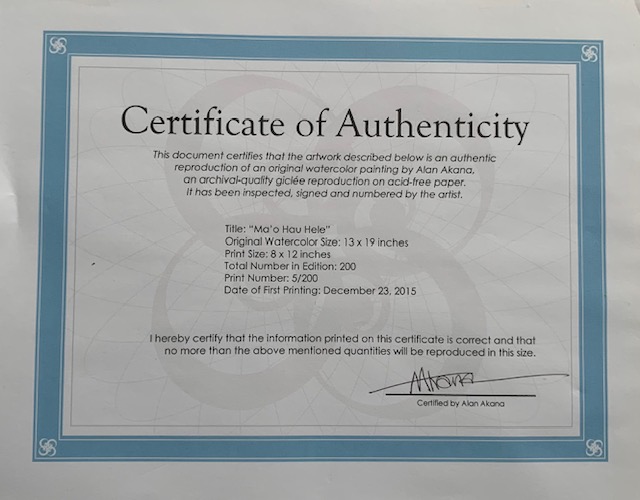 Certificate of Authenticity
This document certifies that the artwork described below is an authentic
reproduction of an original watercolor painting by Alan Akana,
an archival-quality giclée reproduction on acid-free paper.
It has been inspected, signed and numbered by the artist.
Title: "Ma'o Hau Hele"
Original Watercolor Size: 13 x 19 inches
Print Size: 8 x 12 inches
Total Number in Edition: 200
Print Number: 5/200
Date of First Printing: December 23, 2015
I hereby certify that the information printed on this certificate is correct and that
no more than the above mentioned quantities will be reproduced in this size.
Certified by Alan Akana